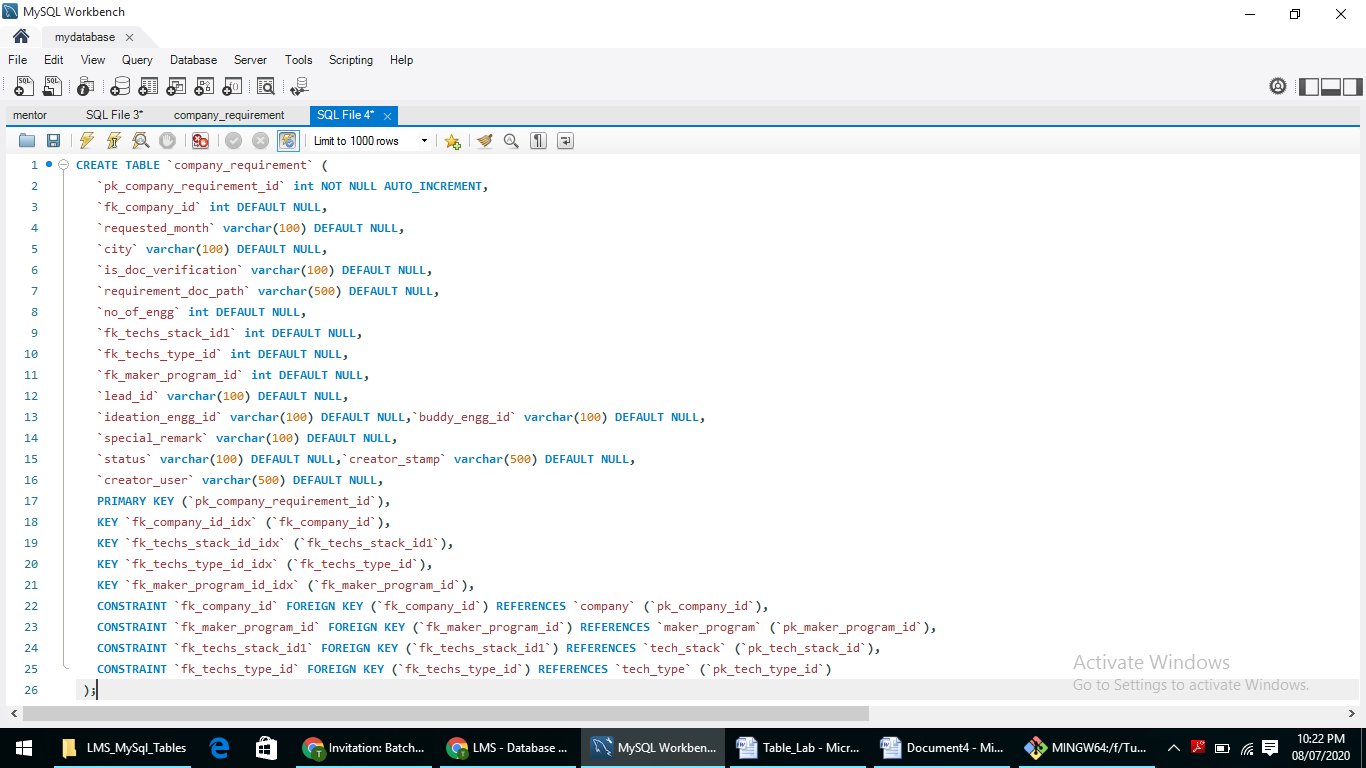 MySQL Workbench
mydatabase
File Edit View Query Database Server Tools Scripting Help
mentor SQL File 3* company_requirement SQL File 4*
Limit to 1000 rows
1 CREATE TABLE `company_requirement` (
2 `pk_company_requirement_id` int NOT NULL AUTO_INCREMENT,
3 `fk_company_id` int DEFAULT NULL,
4 `requested_month` varchar(100) DEFAULT NULL,
5 `city` varchar(100) DEFAULT NULL,
6 `is_doc_verification` varchar(100) DEFAULT NULL,
7 `requirement_doc_path` varchar(500) DEFAULT NULL,
8 `no_of_engg` int DEFAULT NULL,
9 `fk_techs_stack_id1` int DEFAULT NULL,
10 `fk_techs_type_id` int DEFAULT NULL,
11 `fk_maker_program_id` int DEFAULT NULL,
12 `lead_id` varchar(100) DEFAULT NULL,
13 `ideation_engg_id` varchar(100) DEFAULT NULL,`buddy_engg_id` varchar(100) DEFAULT NULL,
14 `special_remark` varchar(100) DEFAULT NULL,
15 `status` varchar(100) DEFAULT NULL,`creator_stamp` varchar(500) DEFAULT NULL,
16 `creator_user` varchar(500) DEFAULT NULL,
17 PRIMARY KEY (`pk_company_requirement_id`),
18 KEY `fk_company_id_idx` (`fk_company_id`),
19 KEY `fk_techs_stack_id_idx` (`fk_techs_stack_id1`),
20 KEY `fk_techs_type_id_idx` (`fk_techs_type_id`),
21 KEY `fk_maker_program_id_idx` (`fk_maker_program_id`),
22 CONSTRAINT `fk_company_id` FOREIGN KEY (`fk_company_id`) REFERENCES `company` (`pk_company_id`),
23 CONSTRAINT `fk_maker_program_id` FOREIGN KEY (`fk_maker_program_id`) REFERENCES `maker_program` (`pk_maker_program_id`),
24 CONSTRAINT `fk_techs_stack_id1` FOREIGN KEY (`fk_techs_stack_id1`) REFERENCES `tech_stack` (`pk_tech_stack_id`),
25 CONSTRAINT `fk_techs_type_id` FOREIGN KEY (`fk_techs_type_id`) REFERENCES `tech_type` (`pk_tech_type_id`)
26 );
Activate Windows
Go to Settings to activate Windows.
LMS_MySql_Tables Invitation: Batch... LMS - Database ... MySQL Workben... Table_Lab - Micr... Document4 - Mi... MINGW64:/f/Tu...
10:22 PM
08/07/2020